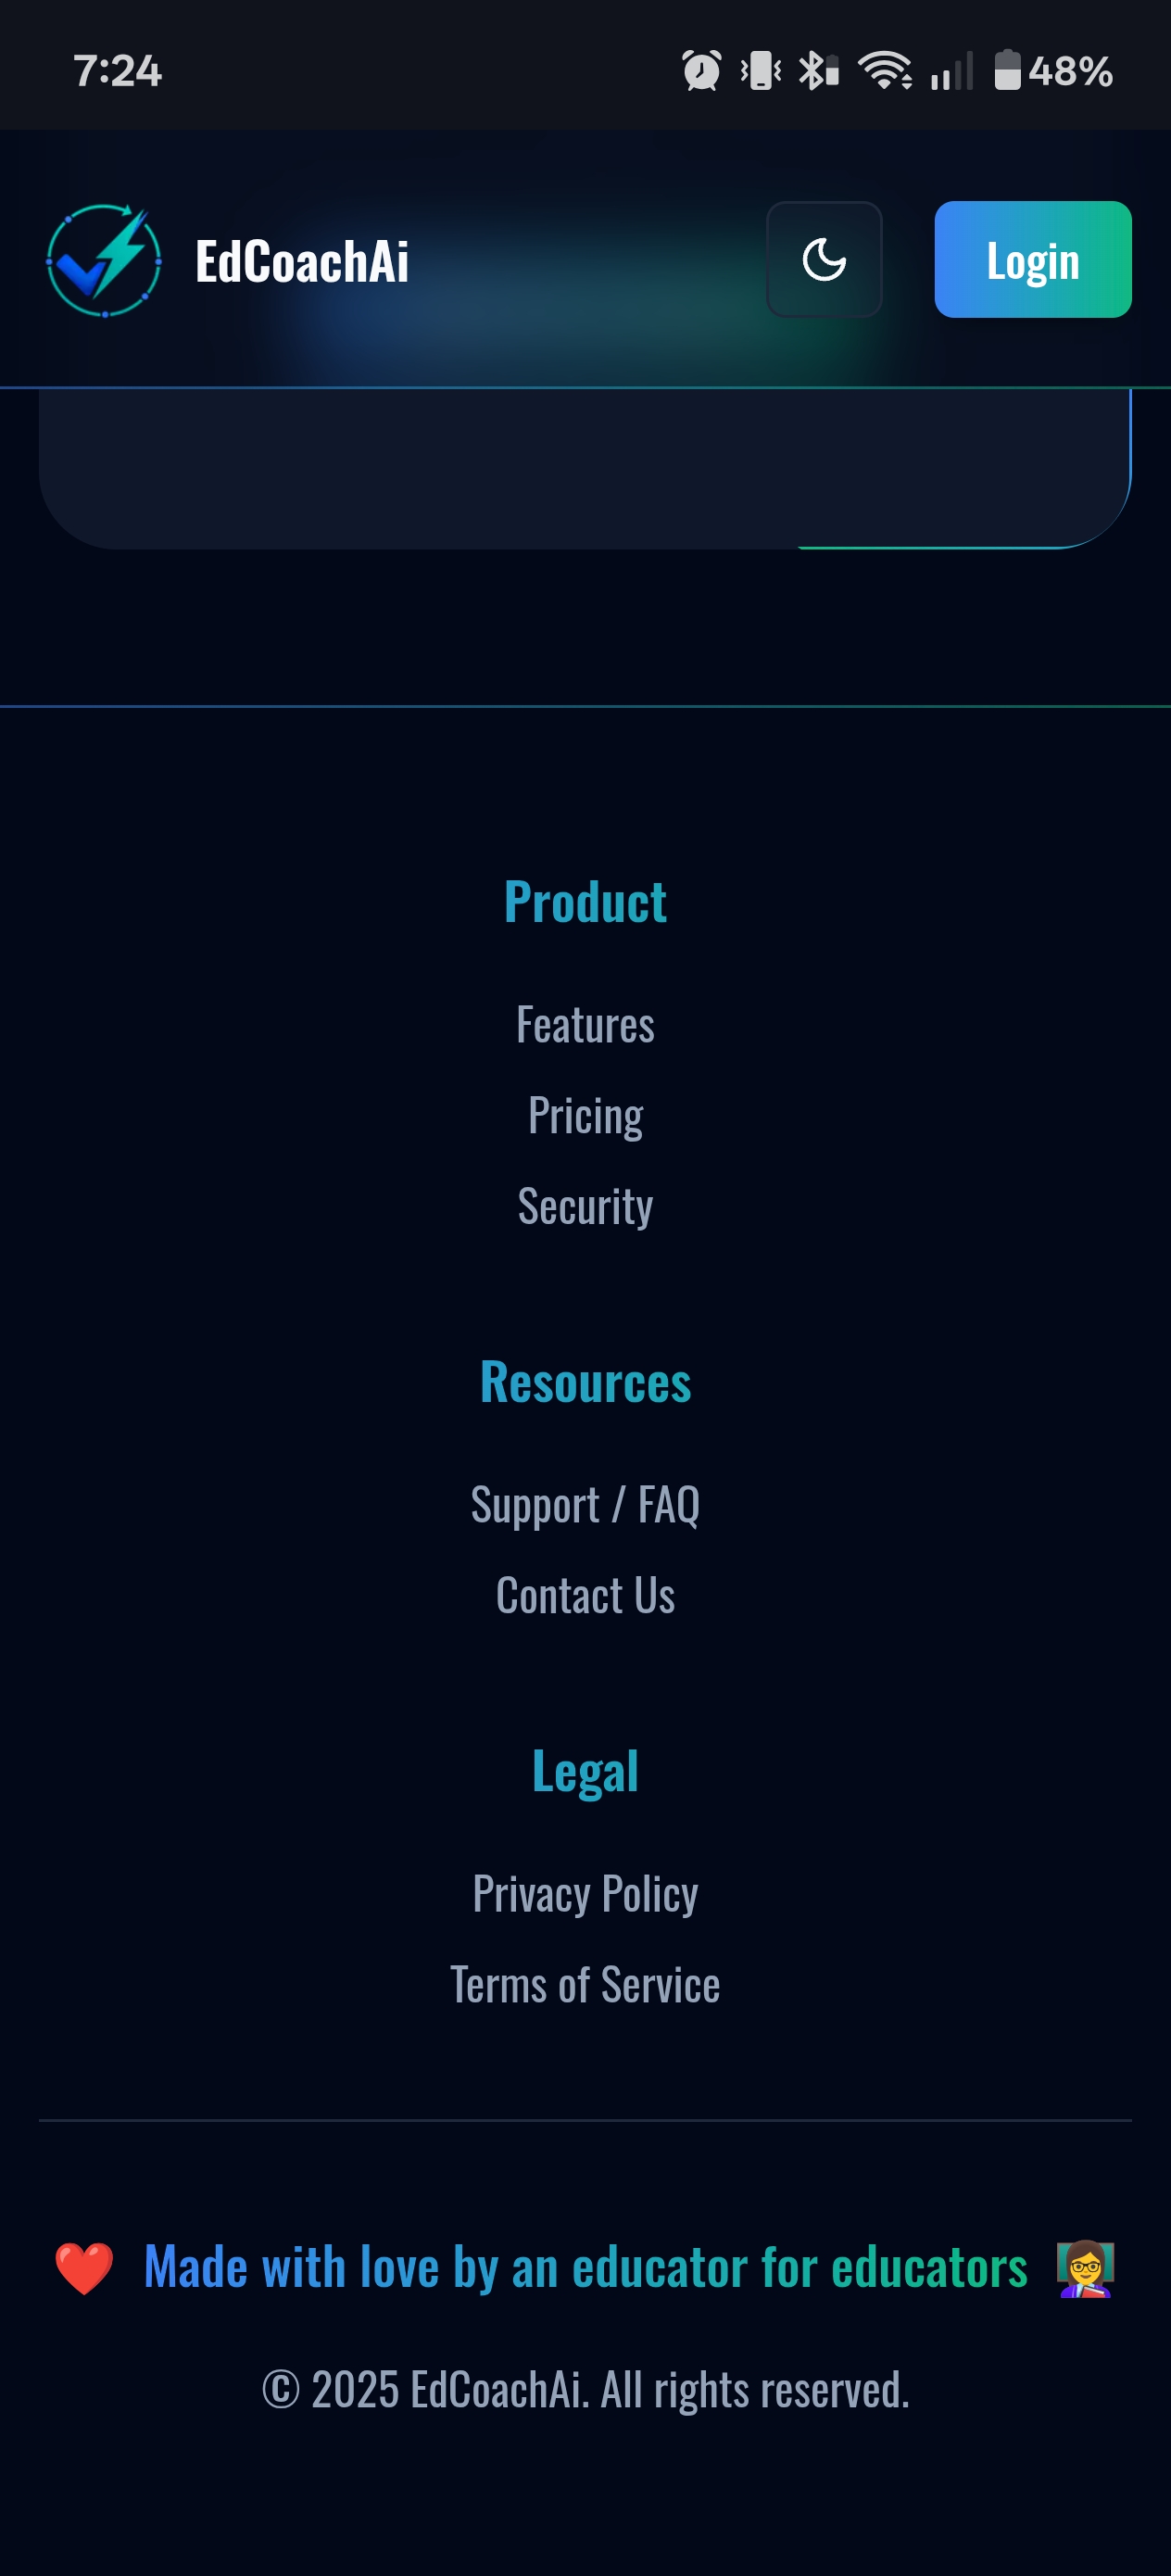 7:24
48%
EdCoachAi
Login
Product
Features
Pricing
Security
Resources
Support / FAQ
Contact Us
Legal
Privacy Policy
Terms of Service
❤️ Made with love by an educator for educators 👩‍🏫
© 2025 EdCoachAi. All rights reserved.